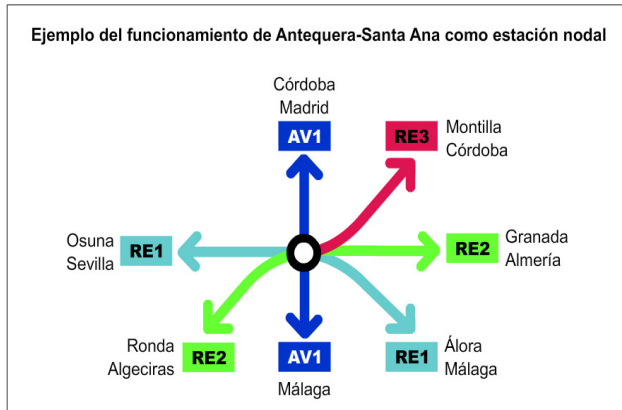 Ejemplo del funcionamiento de Antequera-Santa Ana como estación nodal
Córdoba
Madrid
AV1
RE3
Montilla
Córdoba
Osuna
Sevilla
RE1
RE2
Granada
Almería
Ronda
Algeciras
RE2
AV1
Málaga
RE1
Álora
Málaga